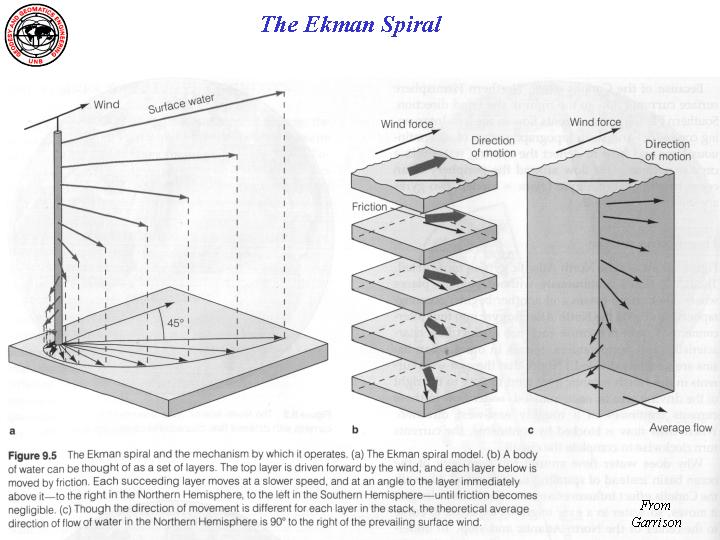 The Ekman Spiral
GEODESY AND GEOMATICS ENGINEERING
UNB
Wind
Surface water
45°
a
Wind force
Direction
of motion
Friction
b
Wind force
Direction
of motion
c
Average flow
Figure 9.5 The Ekman spiral and the mechanism by which it operates. (a) The Ekman spiral model. (b) A body
of water can be thought of as a set of layers. The top layer is driven forward by the wind, and each layer below is
moved by friction. Each succeeding layer moves at a slower speed, and at an angle to the layer immediately
above it—to the right in the Northern Hemisphere, to the left in the Southern Hemisphere—until friction becomes
negligible. (c) Though the direction of movement is different for each layer in the stack, the theoretical average
direction of flow of water in the Northern Hemisphere is 90° to the right of the prevailing surface wind.
From
Garrison